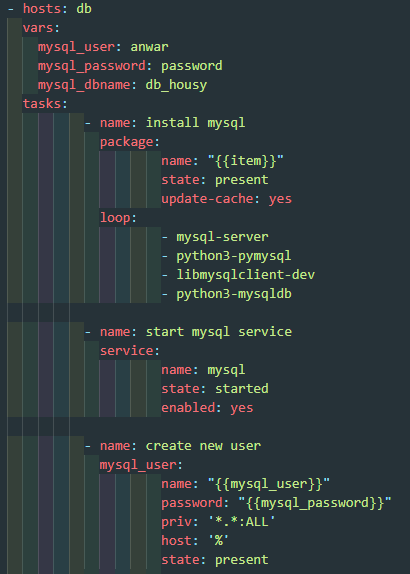 - hosts: db
vars:
mysql_user: anwar
mysql_password: password
mysql_dbname: db_housy
tasks:
- name: install mysql
package:
name: "{{item}}"
state: present
update-cache: yes
loop:
- mysql-server
- python3-pymysql
- libmysqlclient-dev
- python3-mysqldb
- name: start mysql service
service:
name: mysql
state: started
enabled: yes
- name: create new user
mysql_user:
name: "{{mysql_user}}"
password: "{{mysql_password}}"
priv: '*.*:ALL'
host: '%'
state: present